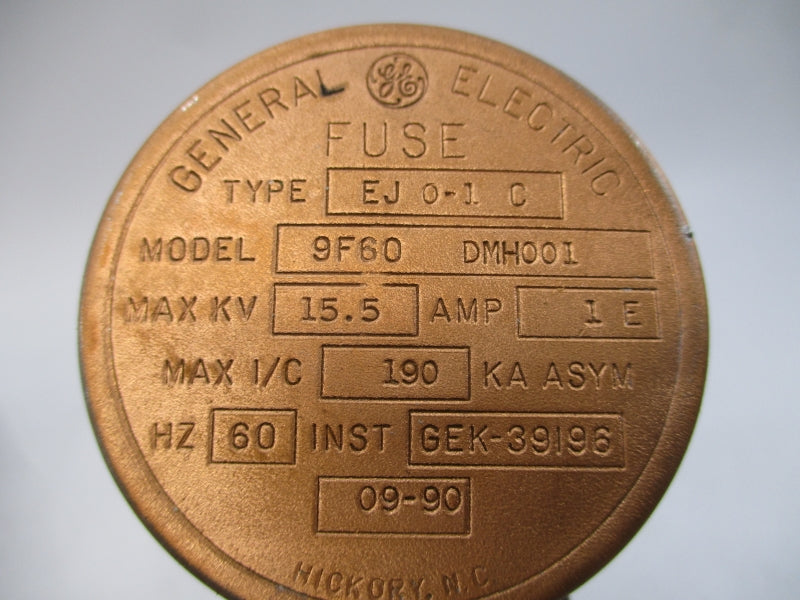 GENERAL GE ELECTRIC
FUSE
TYPE EJ 0-1 C
MODEL 9F60 DMH001
MAX KV 15.5 AMP 1 E
MAX I/C 190 KA ASYM
HZ 60 INST GEK-39196
09-90
HICKORY, N.C